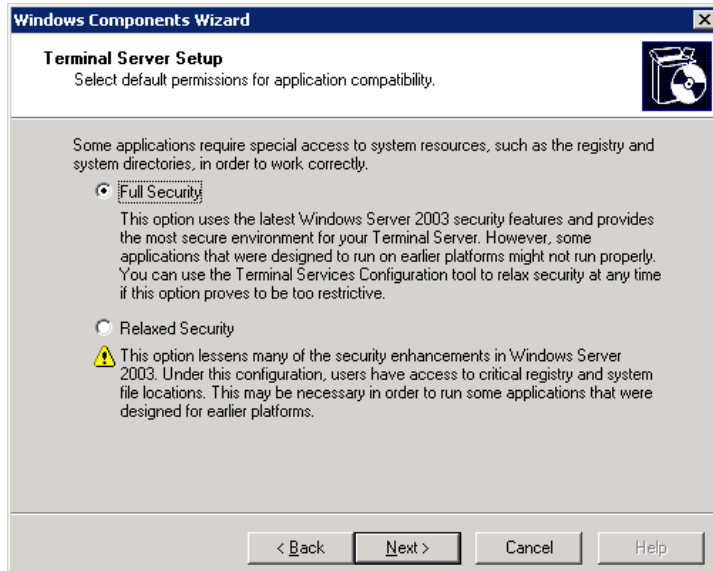 Windows Components Wizard
Terminal Server Setup
Select default permissions for application compatibility.
Some applications require special access to system resources, such as the registry and
system directories, in order to work correctly.
Full Security
This option uses the latest Windows Server 2003 security features and provides
the most secure environment for your Terminal Server. However, some
applications that were designed to run on earlier platforms might not run properly.
You can use the Terminal Services Configuration tool to relax security at any time
if this option proves to be too restrictive.
Relaxed Security
This option lessens many of the security enhancements in Windows Server
2003. Under this configuration, users have access to critical registry and system
file locations. This may be necessary in order to run some applications that were
designed for earlier platforms.
< Back Next > Cancel Help